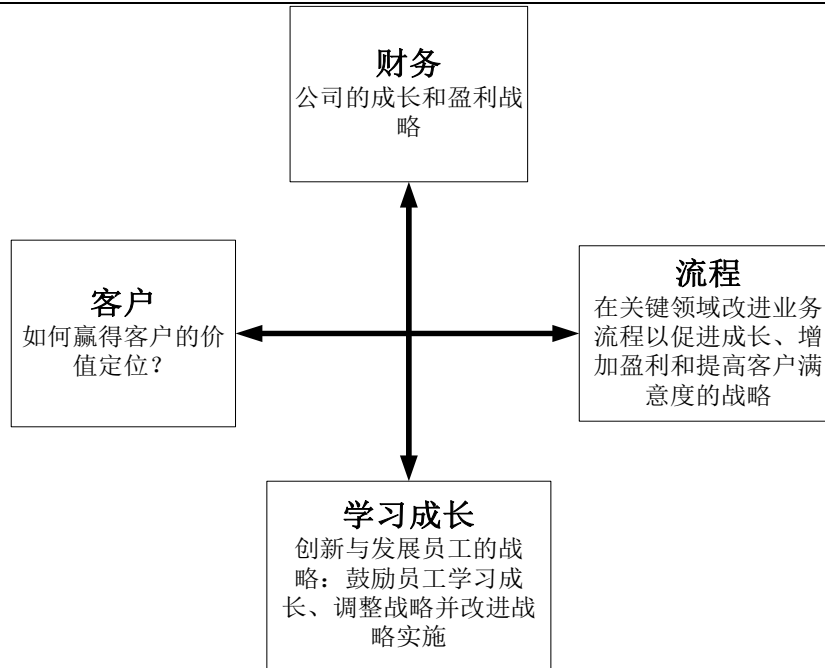 财务
公司的成长和盈利战
略
客户
如何赢得客户的价
值定位？
流程
在关键领域改进业务
流程以促进成长、增
加盈利和提高客户满
意度的战略
学习成长
创新与发展员工的战
略：鼓励员工学习成
长、调整战略并改进战
略实施